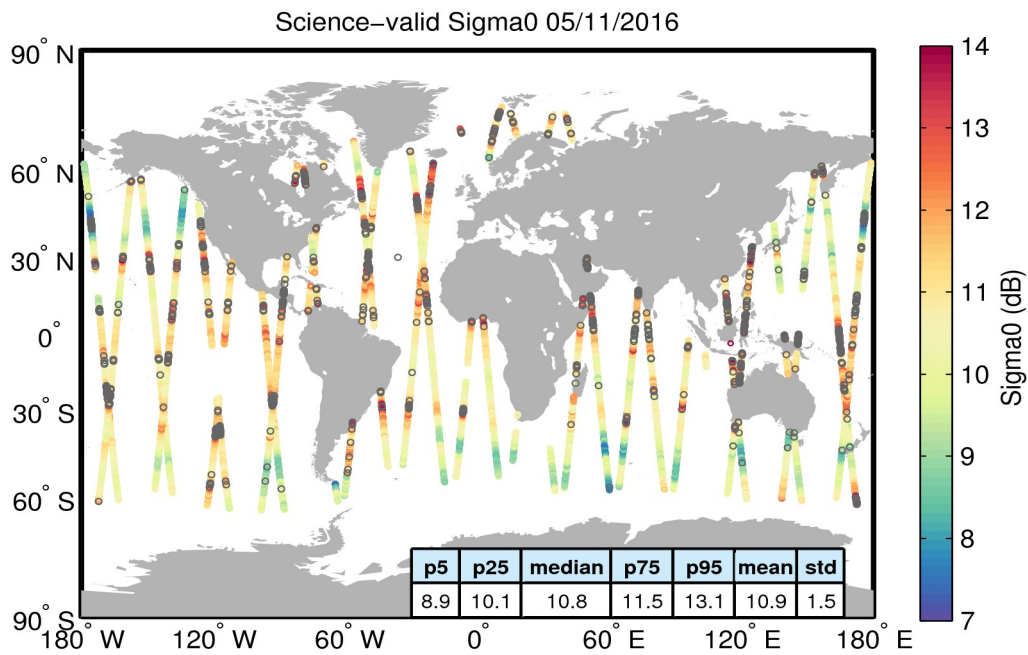 Science−valid Sigma0 05/11/2016
90° N
60° N
30° N
0°
30° S
60° S
90° S
180° W
120° W
60° W
0°
60° E
120° E
180° E
p5 p25 median p75 p95 mean std
8.9 10.1 10.8 11.5 13.1 10.9 1.5
14
13
12
11
10
9
8
7
Sigma0 (dB)